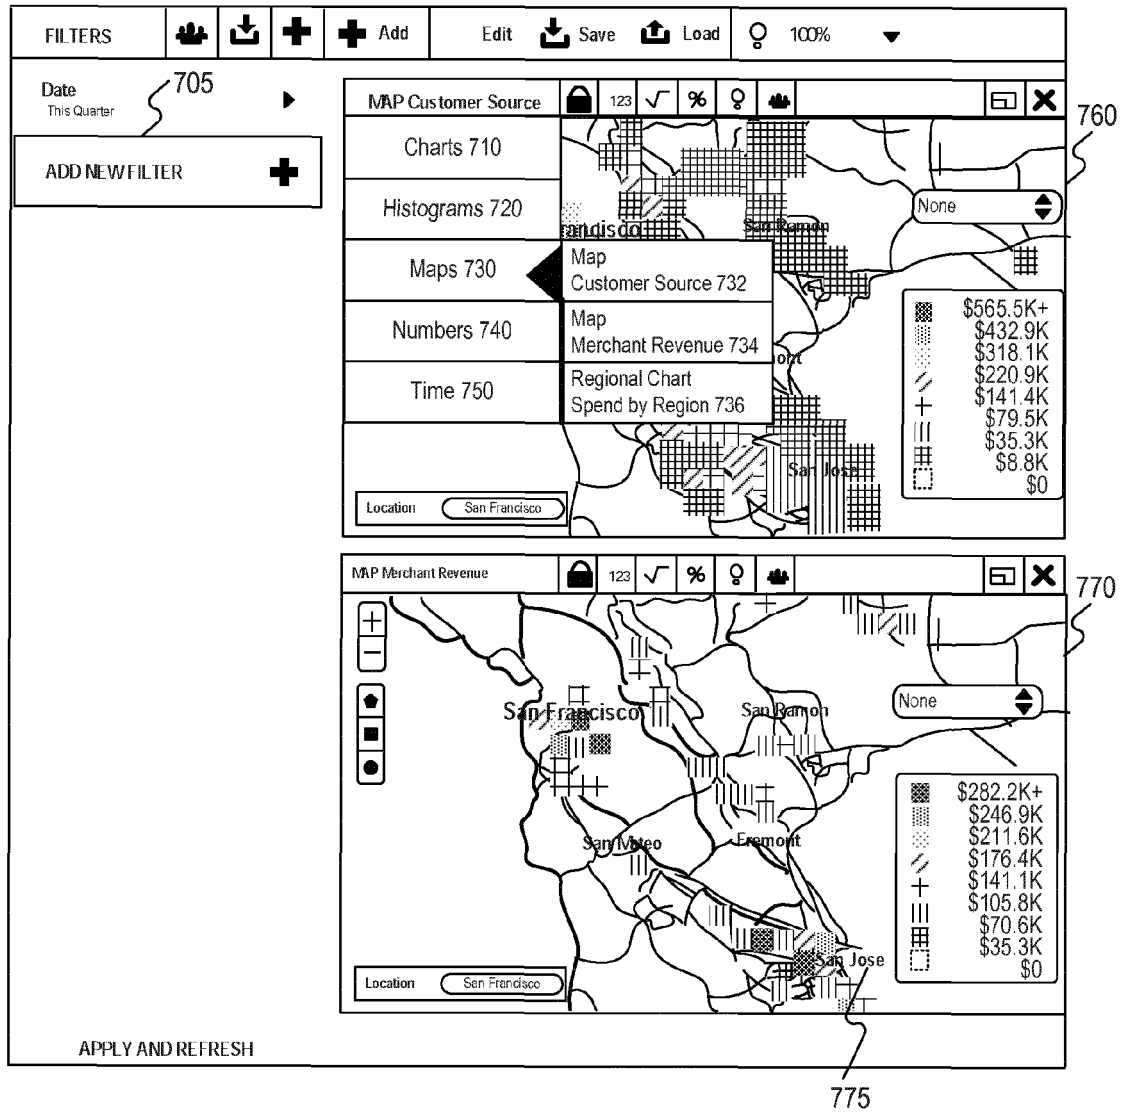 FILTERS
Add
Edit
Save
Load
100%
Date
This Quarter
705
ADD NEW FILTER
MAP Customer Source
123
%
760
Charts 710
Histograms 720
Maps 730
Numbers 740
Time 750
Map
Customer Source 732
Map
Merchant Revenue 734
Regional Chart
Spend by Region 736
San Ramon
None
$565.5K+
$432.9K
$318.1K
$220.9K
$141.4K
$79.5K
$35.3K
$8.8K
$0
San Jose
Location
San Francisco
MAP Merchant Revenue
123
%
770
San Francisco
San Ramon
None
San Mateo
Fremont
San Jose
$282.2K+
$246.9K
$211.6K
$176.4K
$141.1K
$105.8K
$70.6K
$35.3K
$0
Location
San Francisco
APPLY AND REFRESH
775